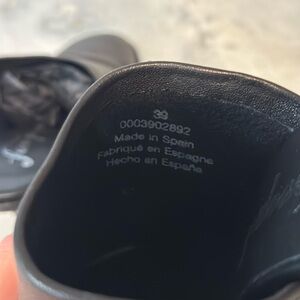 39
0003902892
Made in Spain
Fabriqué en Espagne
Hecho en España